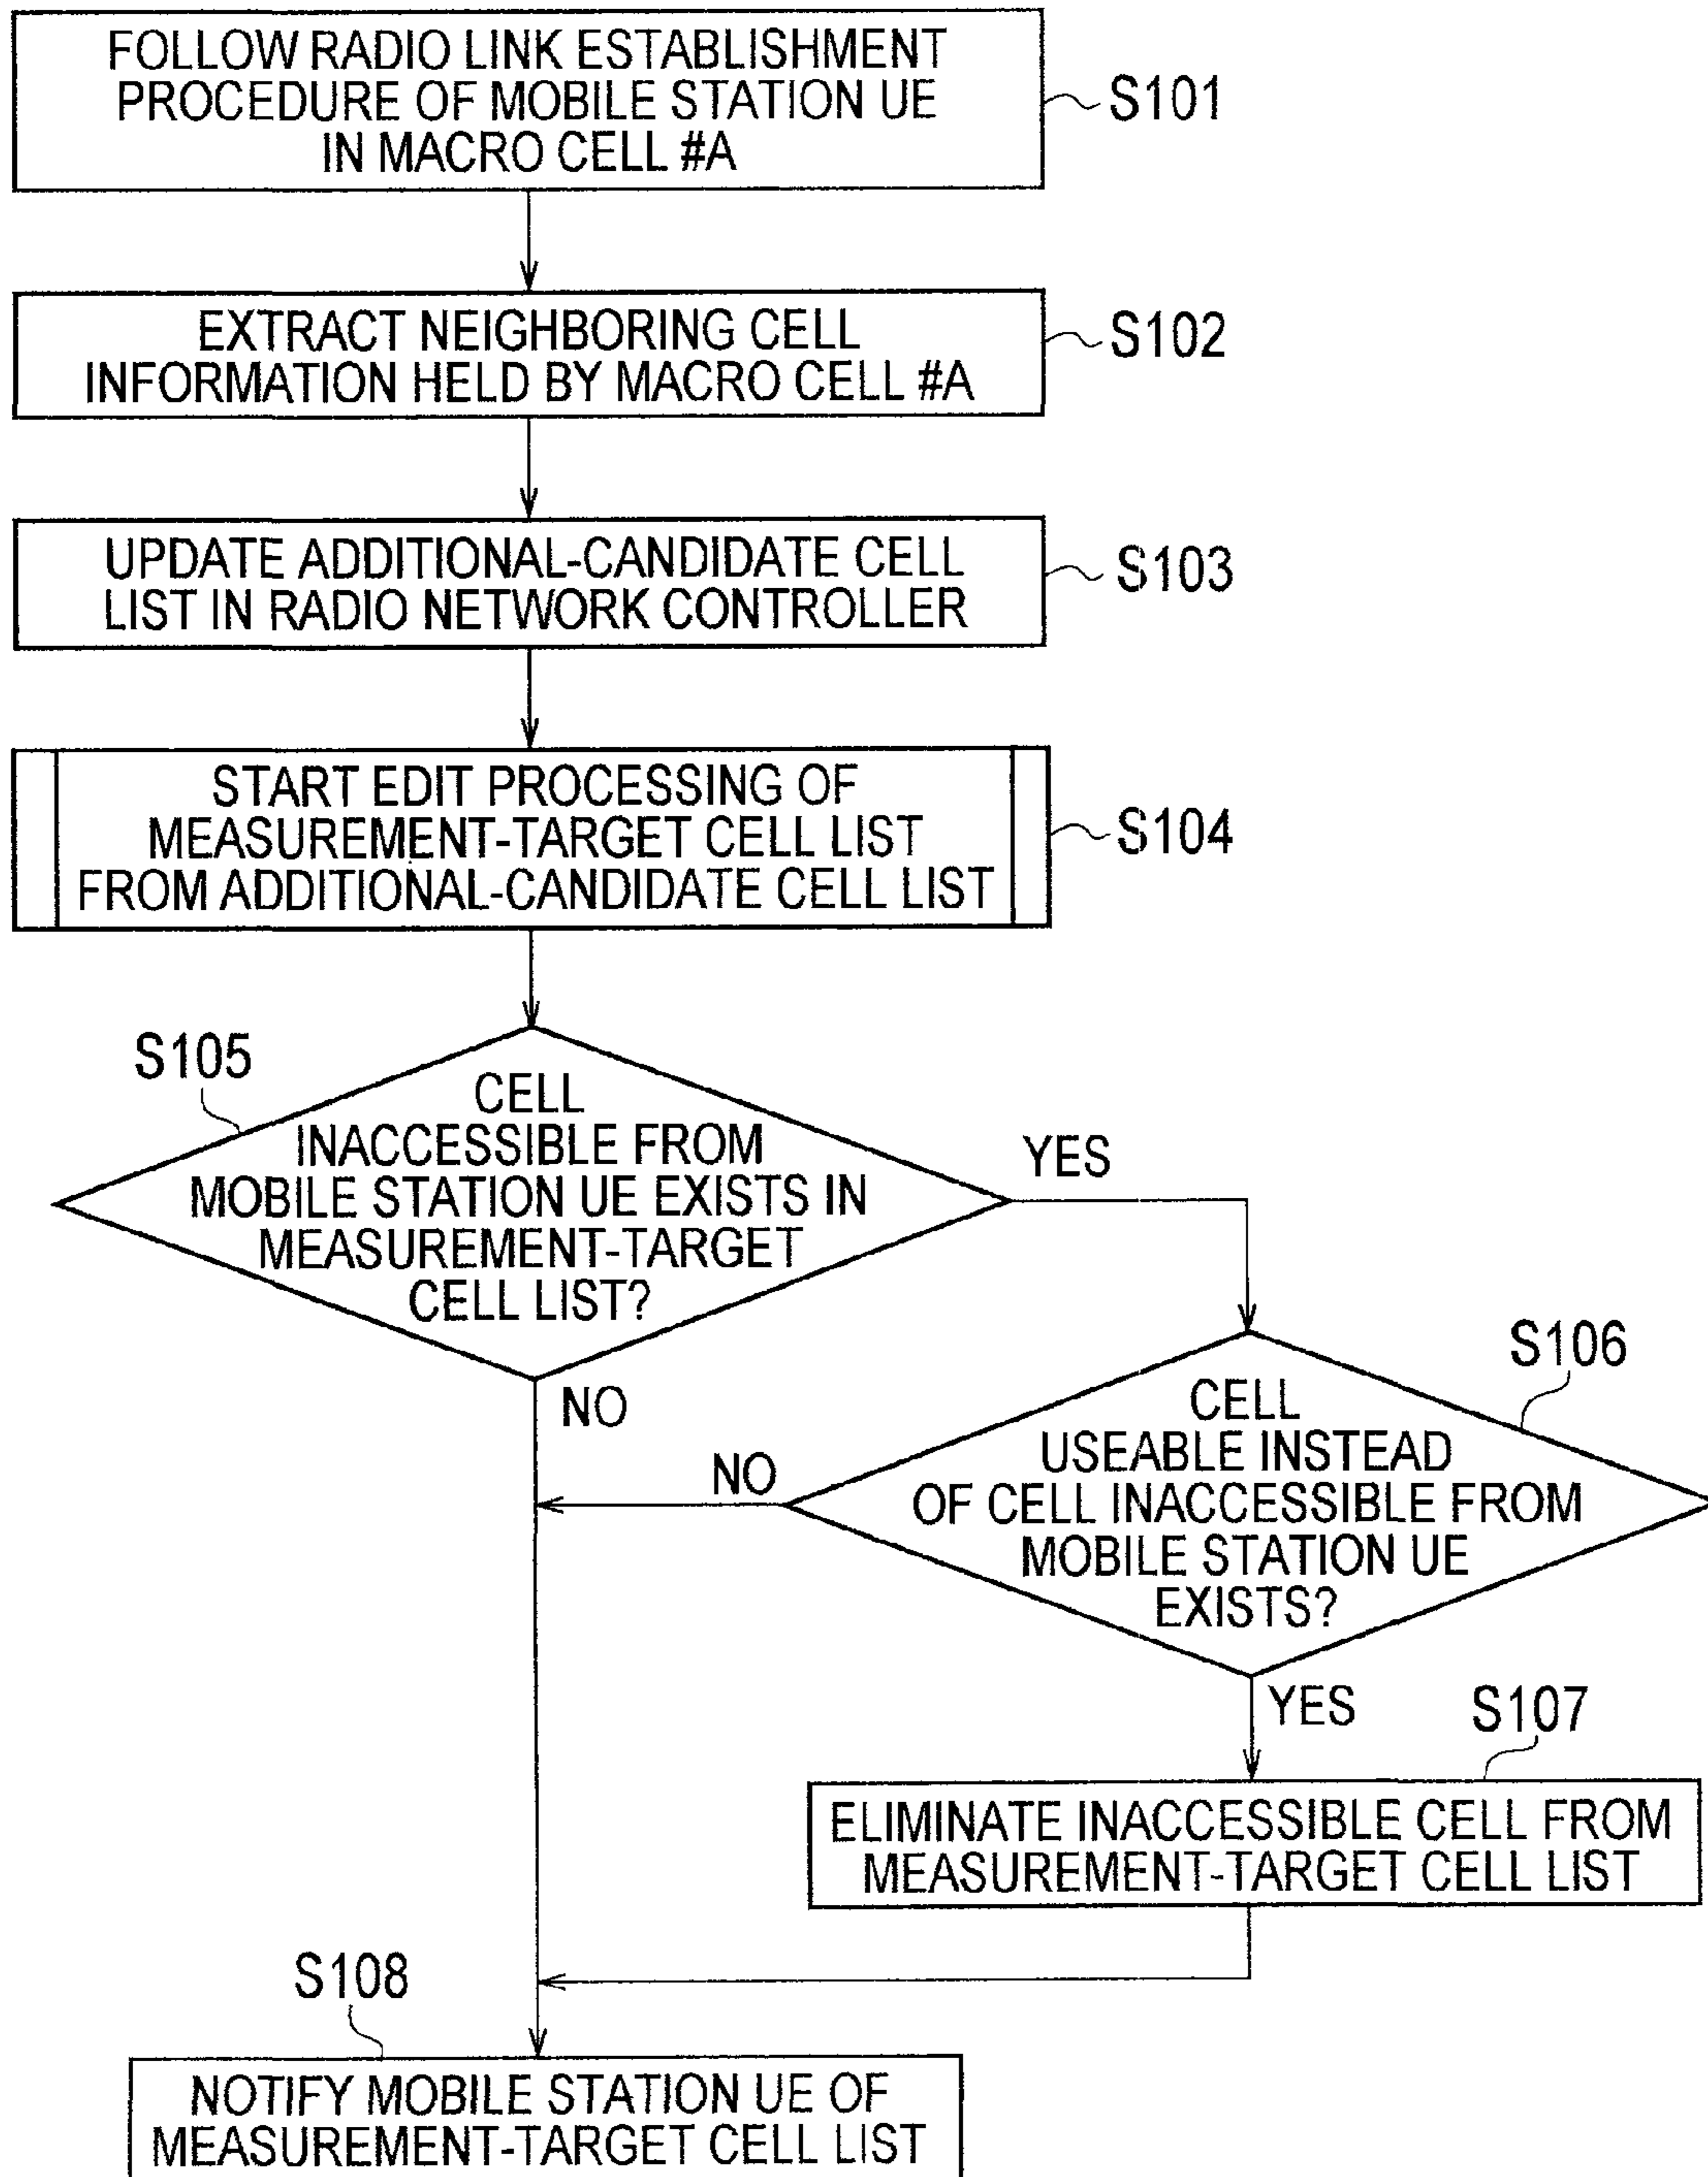 FOLLOW RADIO LINK ESTABLISHMENT
PROCEDURE OF MOBILE STATION UE
IN MACRO CELL #A
S101
EXTRACT NEIGHBORING CELL
INFORMATION HELD BY MACRO CELL #A
S102
UPDATE ADDITIONAL-CANDIDATE CELL
LIST IN RADIO NETWORK CONTROLLER
S103
START EDIT PROCESSING OF
MEASUREMENT-TARGET CELL LIST
FROM ADDITIONAL-CANDIDATE CELL LIST
S104
S105
CELL
INACCESSIBLE FROM
MOBILE STATION UE EXISTS IN
MEASUREMENT-TARGET
CELL LIST?
YES
NO
S106
CELL
USEABLE INSTEAD
OF CELL INACCESSIBLE FROM
MOBILE STATION UE
EXISTS?
NO
YES
S107
ELIMINATE INACCESSIBLE CELL FROM
MEASUREMENT-TARGET CELL LIST
S108
NOTIFY MOBILE STATION UE OF
MEASUREMENT-TARGET CELL LIST